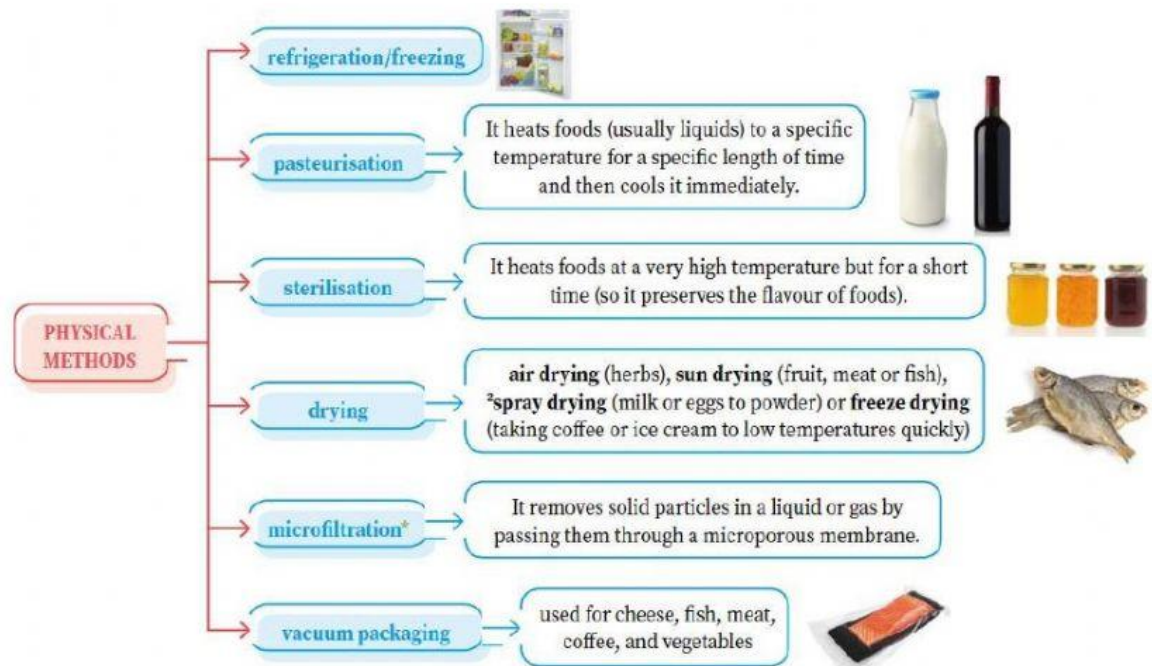 refrigeration/freezing
pasteurisation
It heats foods (usually liquids) to a specific
temperature for a specific length of time
and then cools it immediately.
sterilisation
It heats foods at a very high temperature but for a short
time (so it preserves the flavour of foods).
PHYSICAL
METHODS
drying
air drying (herbs), sun drying (fruit, meat or fish),
²spray drying (milk or eggs to powder) or freeze drying
(taking coffee or ice cream to low temperatures quickly)
microfiltration*
It removes solid particles in a liquid or gas by
passing them through a microporous membrane.
vacuum packaging
used for cheese, fish, meat,
coffee, and vegetables